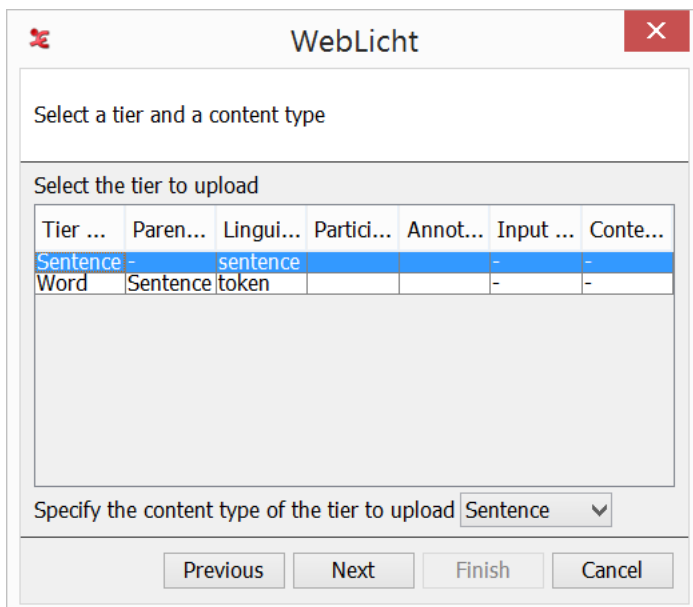 WebLicht
Select a tier and a content type
Select the tier to upload
Tier ... Paren... Lingui... Partici... Annot... Input ... Conte...
Sentence - sentence - -
Word Sentence token - -
Specify the content type of the tier to upload Sentence
Previous Next Finish Cancel